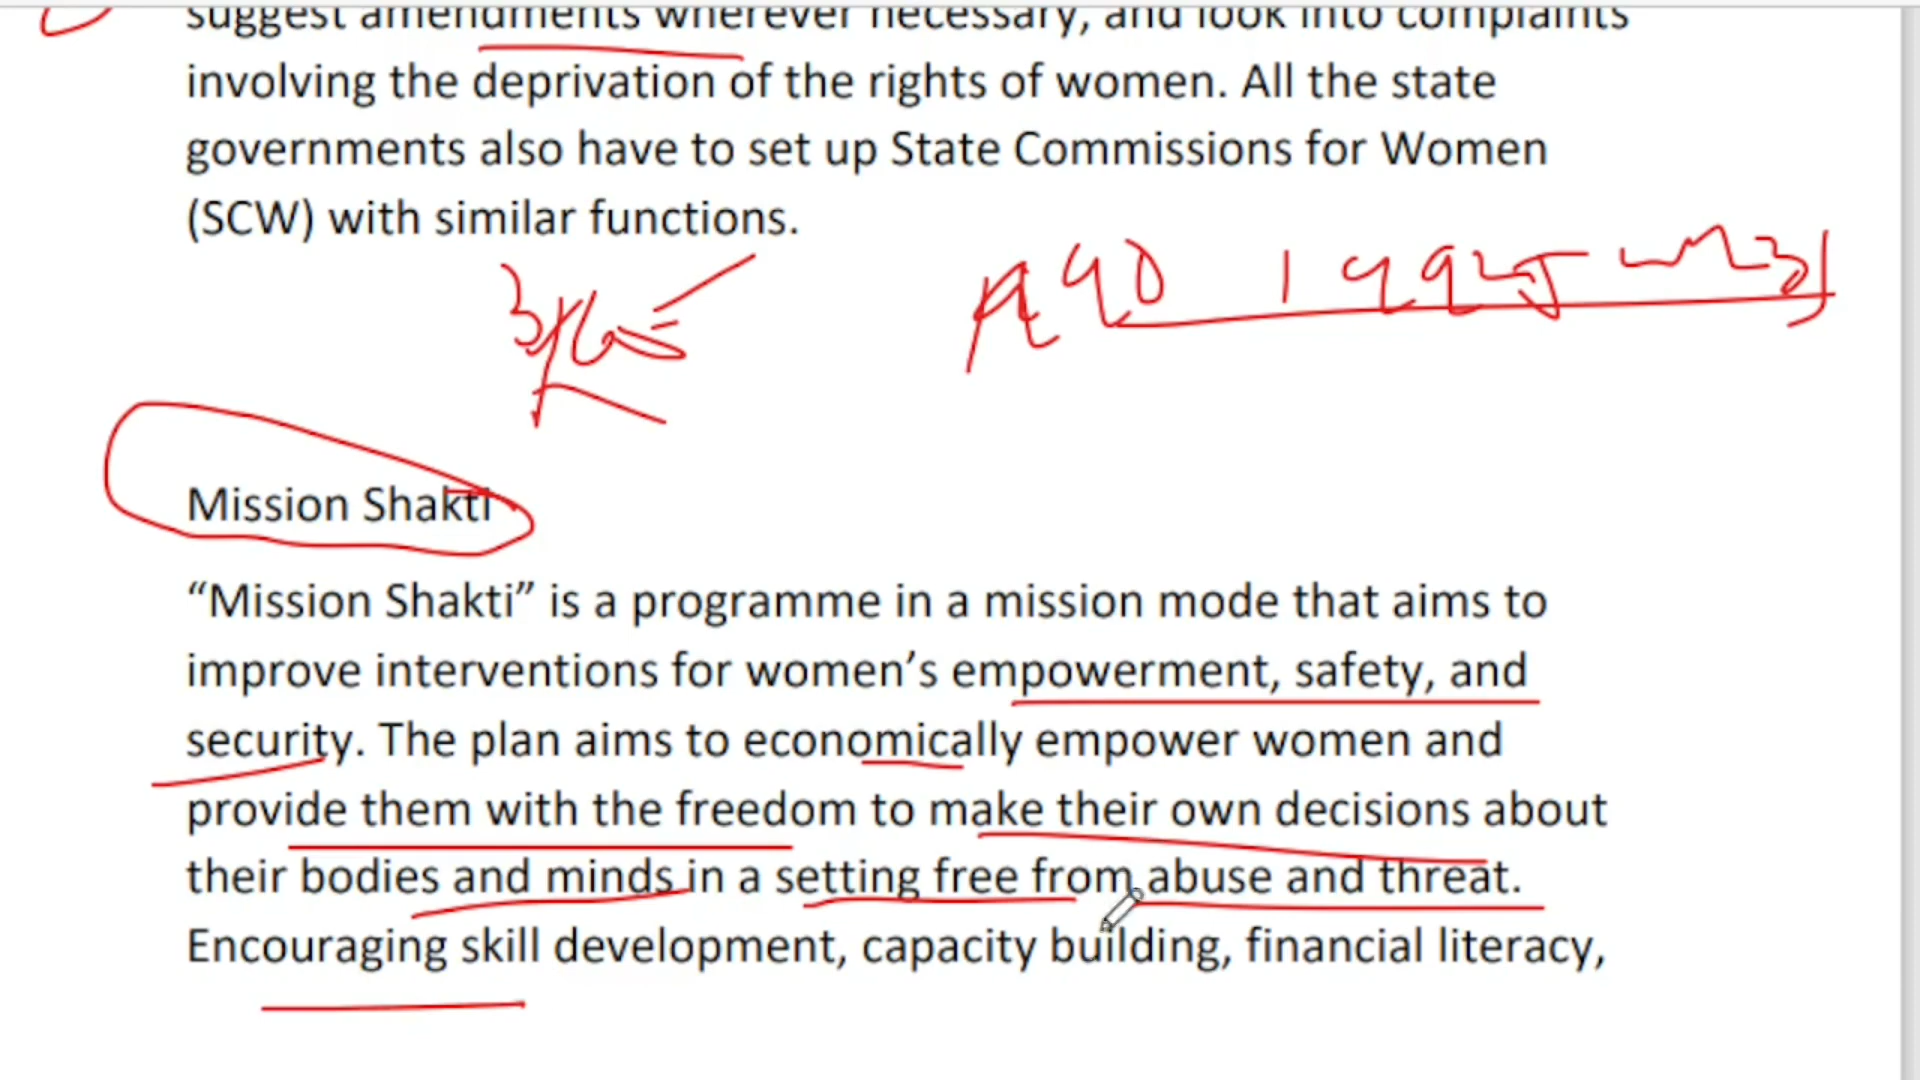 suggest amendments wherever necessary, and look into complaints
involving the deprivation of the rights of women. All the state
governments also have to set up State Commissions for Women
(SCW) with similar functions.
Mission Shakti
“Mission Shakti” is a programme in a mission mode that aims to
improve interventions for women’s empowerment, safety, and
security. The plan aims to economically empower women and
provide them with the freedom to make their own decisions about
their bodies and minds in a setting free from abuse and threat.
Encouraging skill development, capacity building, financial literacy,